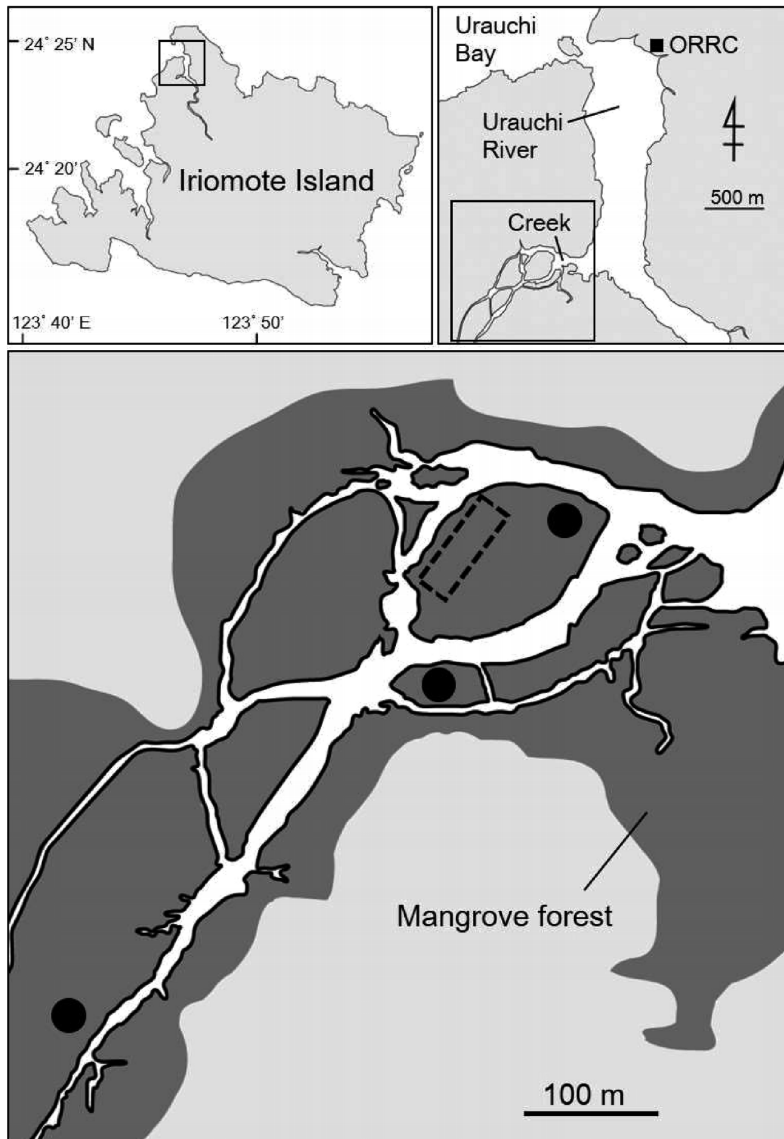 24˚ 25’ N
24˚ 20’
Iriomote Island
123˚ 40’ E
123˚ 50’
Urauchi
Bay
ORRC
Urauchi
River
500 m
Creek
Mangrove forest
100 m